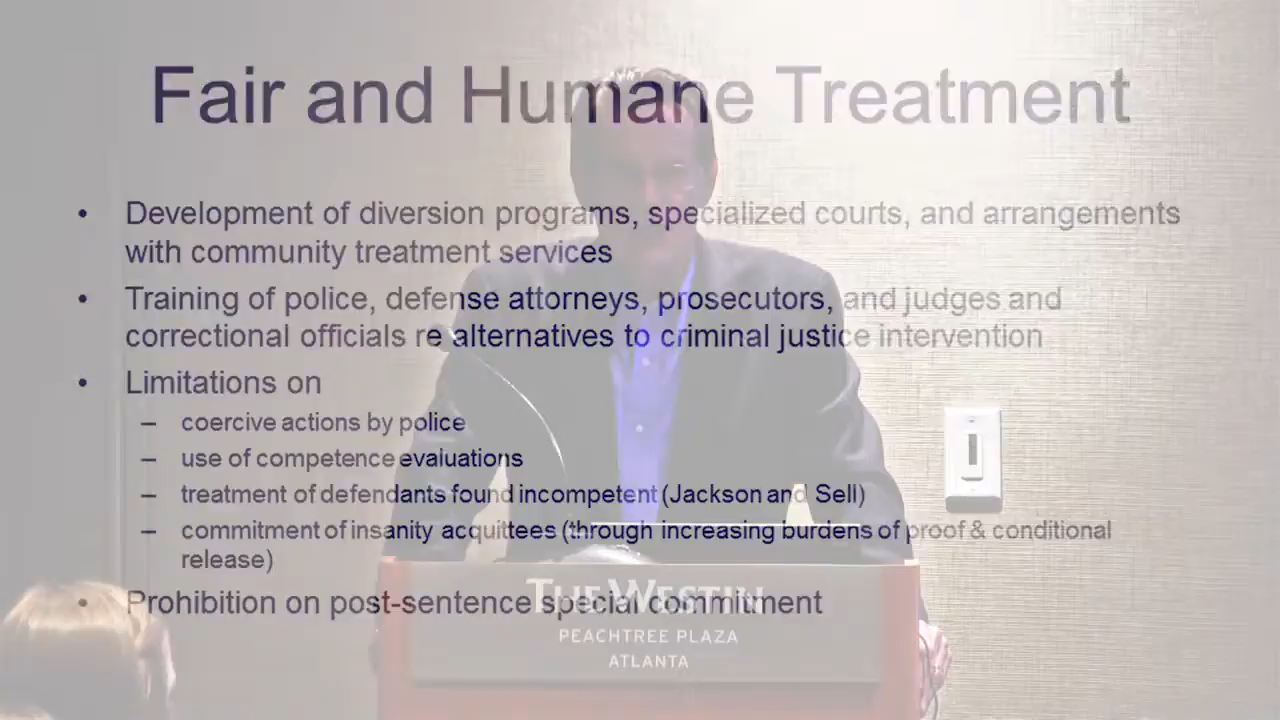 Fair and Humane Treatment
• Development of diversion programs, specialized courts, and arrangements
with community treatment services
• Training of police, defense attorneys, prosecutors, and judges and
correctional officials re alternatives to criminal justice intervention
• Limitations on
– coercive actions by police
– use of competence evaluations
– treatment of defendants found incompetent (Jackson and Sell)
– commitment of insanity acquittees (through increasing burdens of proof & conditional
release)
• Prohibition on post-sentence special commitment
THE WESTIN
PEACHTREE PLAZA
ATLANTA